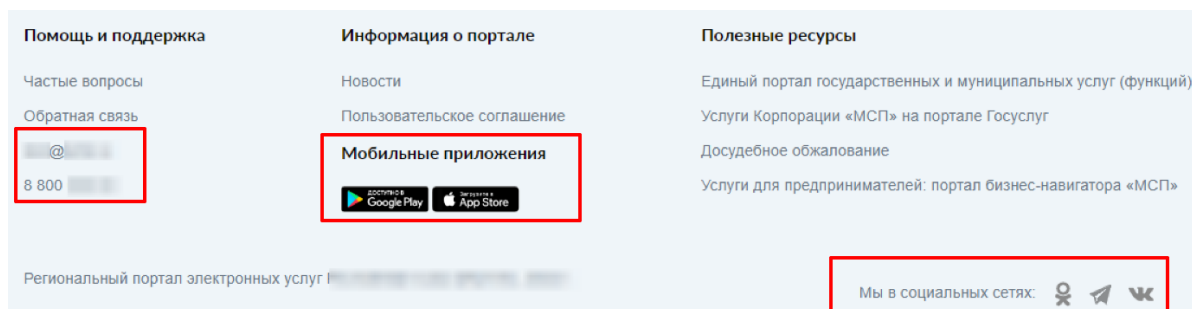 Помощь и поддержка
Частые вопросы
Обратная связь
@
8 800
Информация о портале
Новости
Пользовательское соглашение
Мобильные приложения
ДОСТУПНО В
Google Play
Загрузите в
App Store
Полезные ресурсы
Единый портал государственных и муниципальных услуг (функций)
Услуги Корпорации «МСП» на портале Госуслуг
Досудебное обжалование
Услуги для предпринимателей: портал бизнес-навигатора «МСП»
Региональный портал электронных услуг
Мы в социальных сетях: